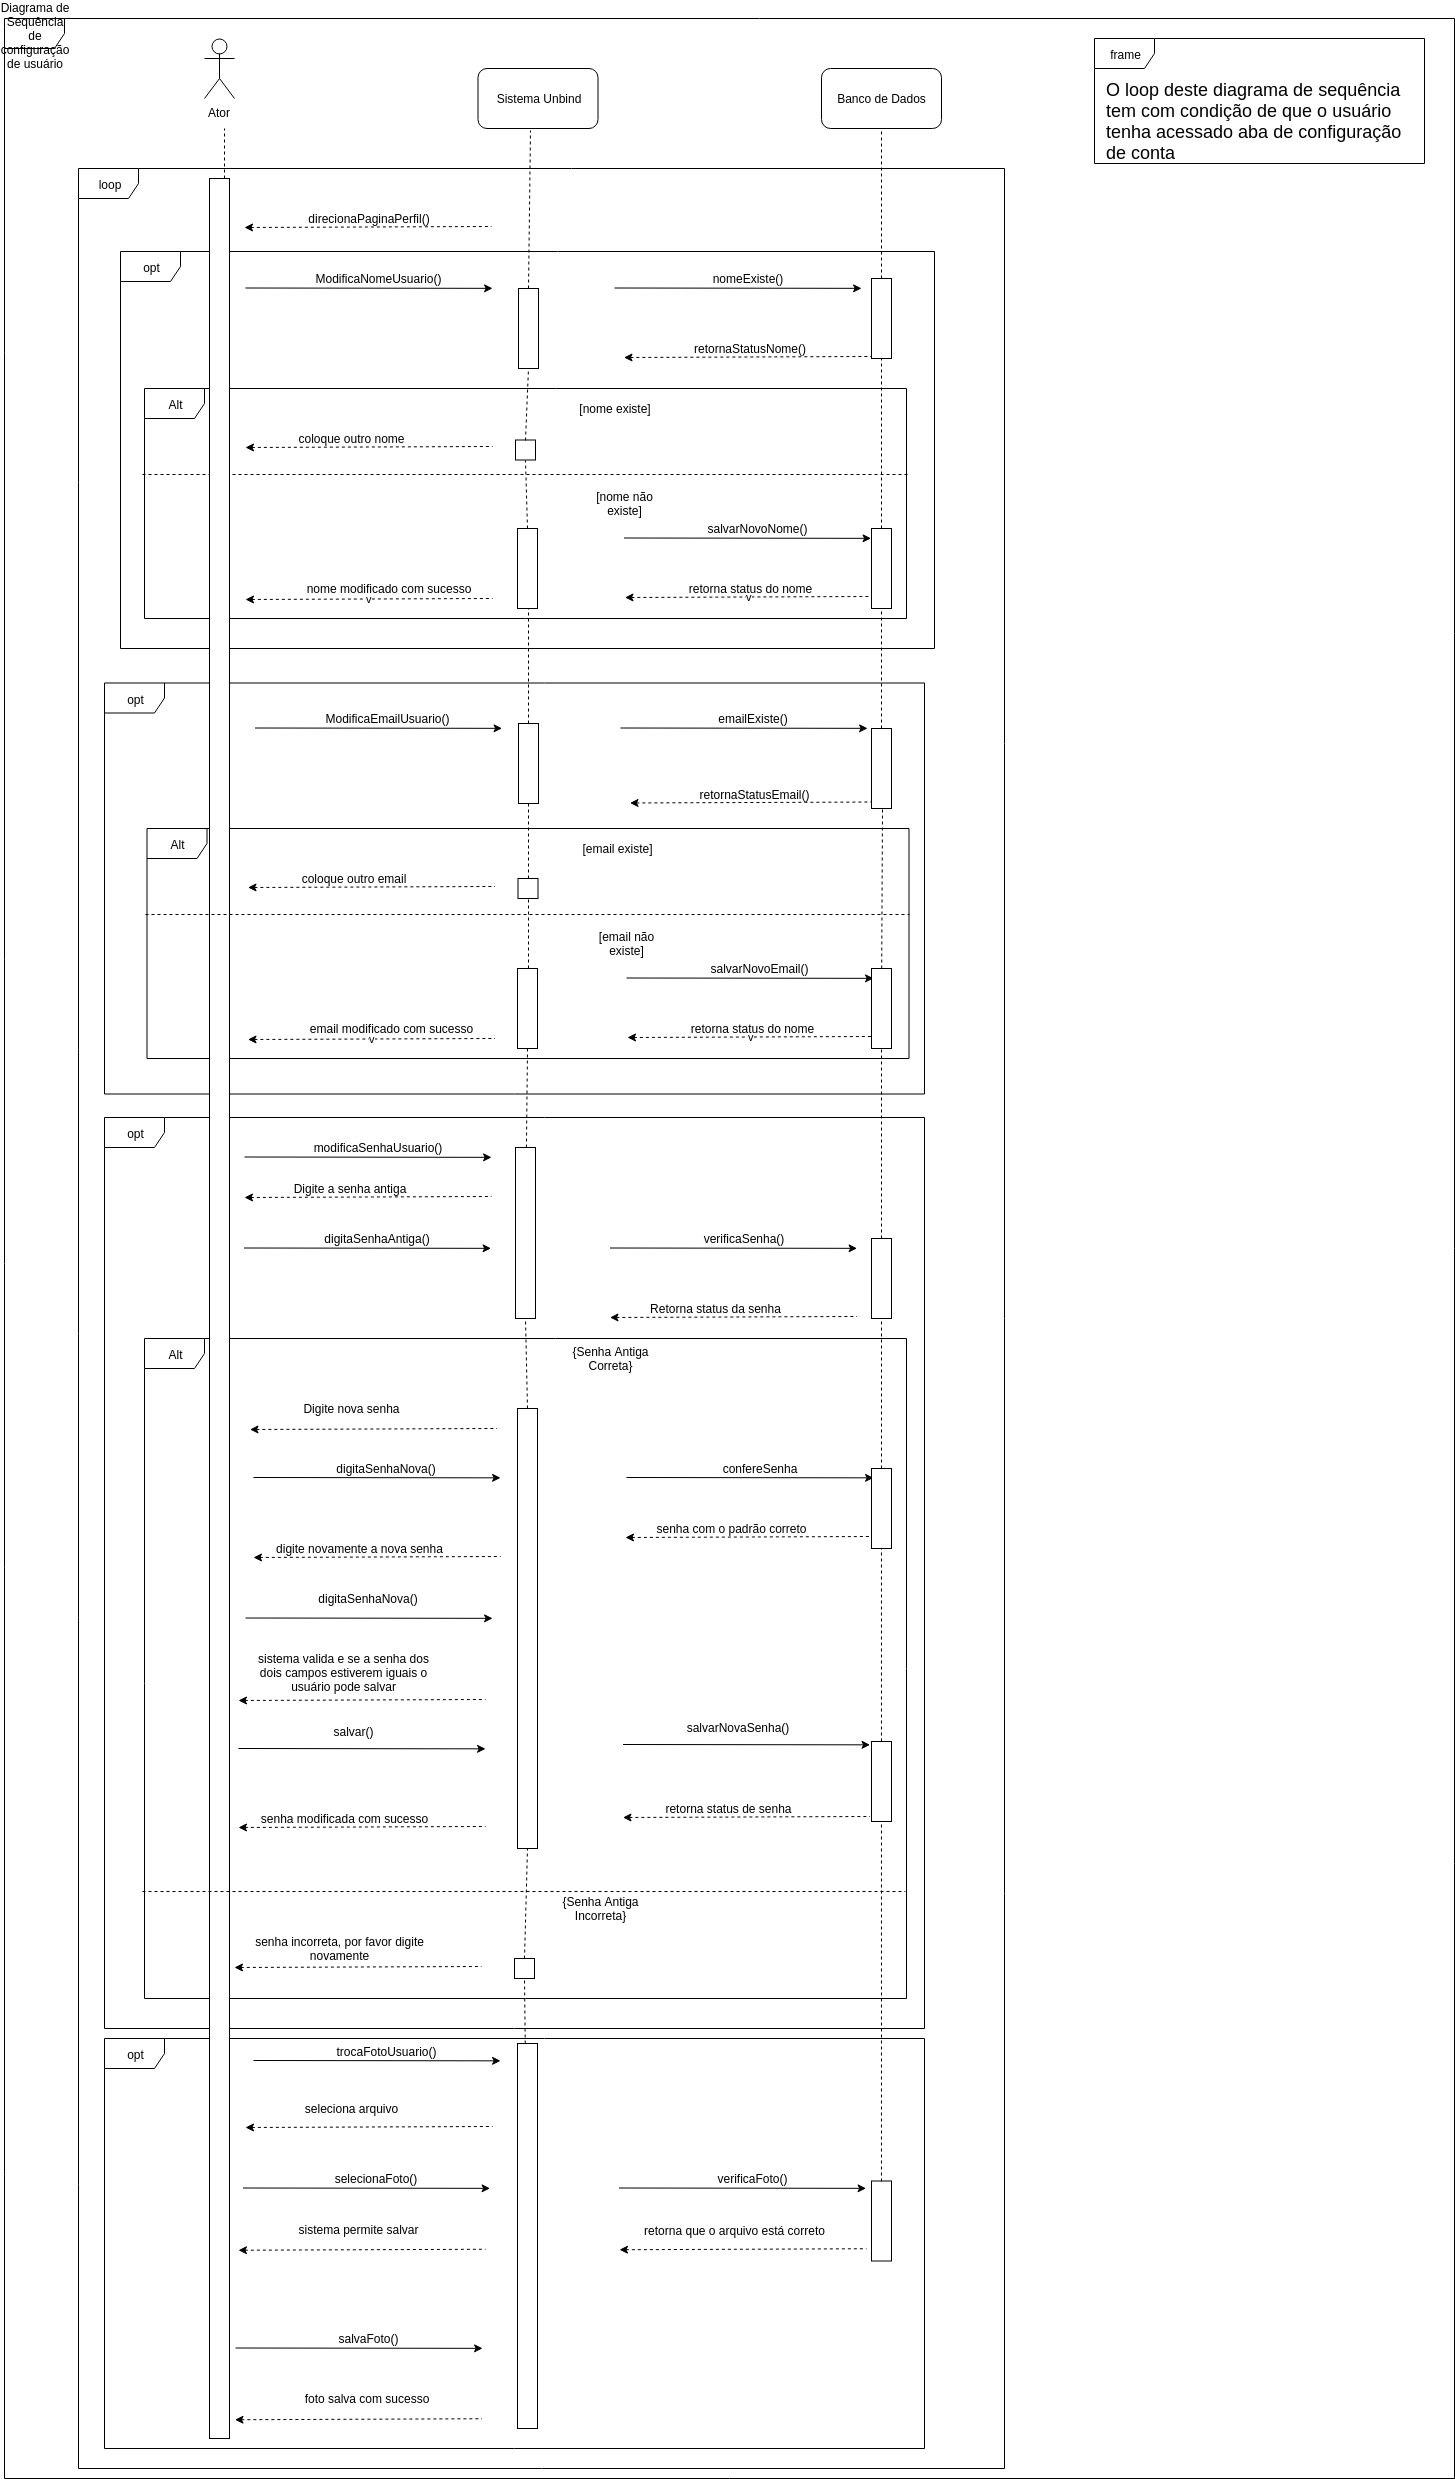 Diagrama de
Sequência
de
configuração
de usuário
Ator
Sistema Unbind
Banco de Dados
frame
O loop deste diagrama de sequência
tem com condição de que o usuário
tenha acessado aba de configuração
de conta
loop
direcionaPaginaPerfil()
opt
ModificaNomeUsuario()
nomeExiste()
retornaStatusNome()
Alt
[nome existe]
coloque outro nome
[nome não
existe]
salvarNovoNome()
nome modificado com sucesso
v
retorna status do nome
v
opt
ModificaEmailUsuario()
emailExiste()
retornaStatusEmail()
Alt
[email existe]
coloque outro email
[email não
existe]
salvarNovoEmail()
email modificado com sucesso
v
retorna status do nome
v
opt
modificaSenhaUsuario()
Digite a senha antiga
digitaSenhaAntiga()
verificaSenha()
Retorna status da senha
Alt
{Senha Antiga
Correta}
Digite nova senha
digitaSenhaNova()
confereSenha
senha com o padrão correto
digite novamente a nova senha
digitaSenhaNova()
sistema valida e se a senha dos
dois campos estiverem iguais o
usuário pode salvar
salvar()
salvarNovaSenha()
retorna status de senha
senha modificada com sucesso
{Senha Antiga
Incorreta}
senha incorreta, por favor digite
novamente
opt
trocaFotoUsuario()
seleciona arquivo
selecionaFoto()
verificaFoto()
sistema permite salvar
retorna que o arquivo está correto
salvaFoto()
foto salva com sucesso